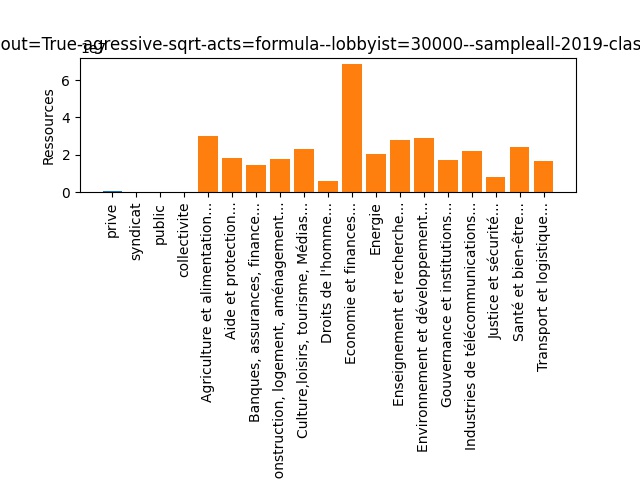 out=True-agressive-sqrt-acts=formula--lobbyist=30000--sampleall-2019-clas
1e7
Ressources
6
4
2
0
prive
syndicat
public
collectivite
Agriculture et alimentation...
Aide et protection...
Banques, assurances, finance...
onstruction, logement, aménagement...
Culture,loisirs, tourisme, Médias...
Droits de l'homme...
Economie et finances...
Energie
Enseignement et recherche...
Environnement et développement...
Gouvernance et institutions...
Industries de télécommunications...
Justice et sécurité...
Santé et bien-être...
Transport et logistique...